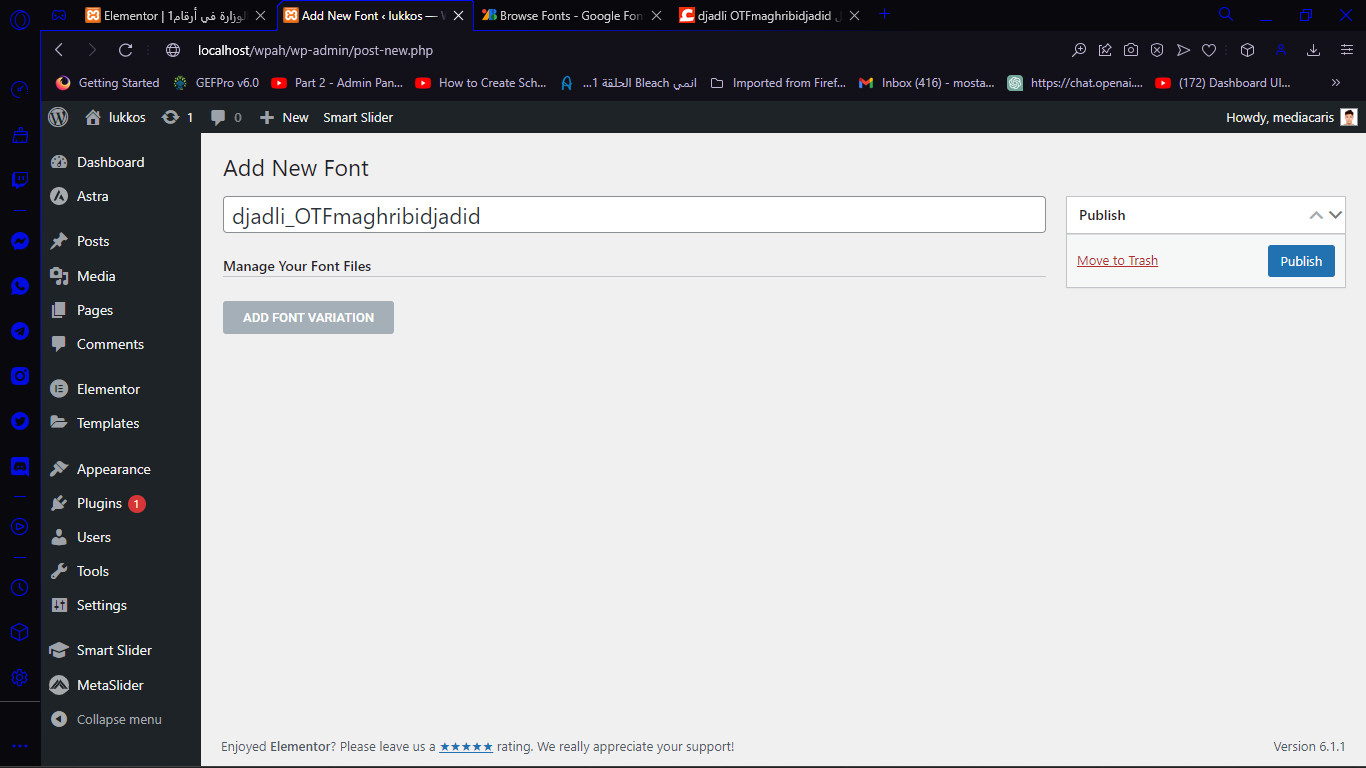 Elementor | الوزارة في أرقام1
Add New Font ‹ lukkos —
Browse Fonts - Google Fon
djadli OTFmaghribidjadid
localhost/wpah/wp-admin/post-new.php
Getting Started
GEFPro v6.0
Part 2 - Admin Pan...
How to Create Sch...
انمي Bleach الحلقة 1...
Imported from Firef...
Inbox (416) - mosta...
https://chat.openai....
(172) Dashboard UI...
lukkos
1
0
New
Smart Slider
Howdy, mediacaris
Dashboard
Astra
Posts
Media
Pages
Comments
Elementor
Templates
Appearance
Plugins 1
Users
Tools
Settings
Smart Slider
MetaSlider
Collapse menu
Add New Font
djadli_OTFmaghribidjadid
Manage Your Font Files
ADD FONT VARIATION
Publish
Move to Trash
Publish
Enjoyed Elementor? Please leave us a ★★★★★ rating. We really appreciate your support!
Version 6.1.1